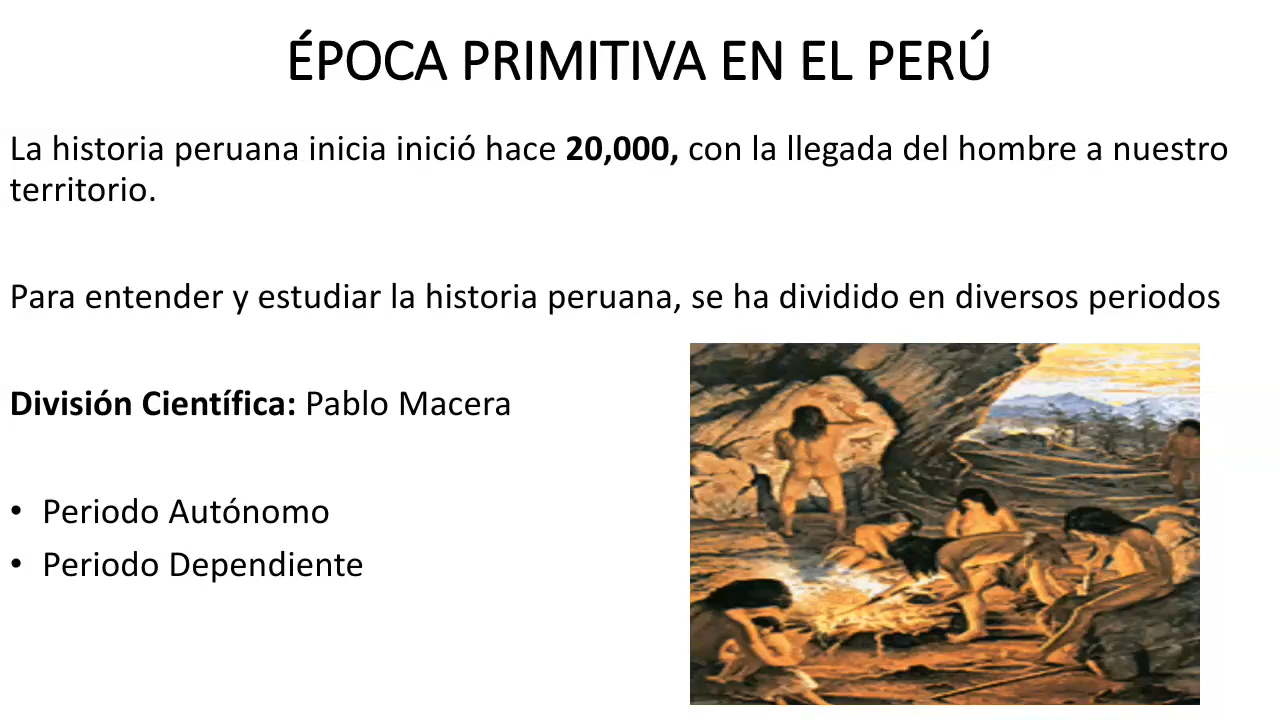 ÉPOCA PRIMITIVA EN EL PERÚ
La historia peruana inicia inició hace 20,000, con la llegada del hombre a nuestro
territorio.
Para entender y estudiar la historia peruana, se ha dividido en diversos periodos
División Científica: Pablo Macera
• Periodo Autónomo
• Periodo Dependiente